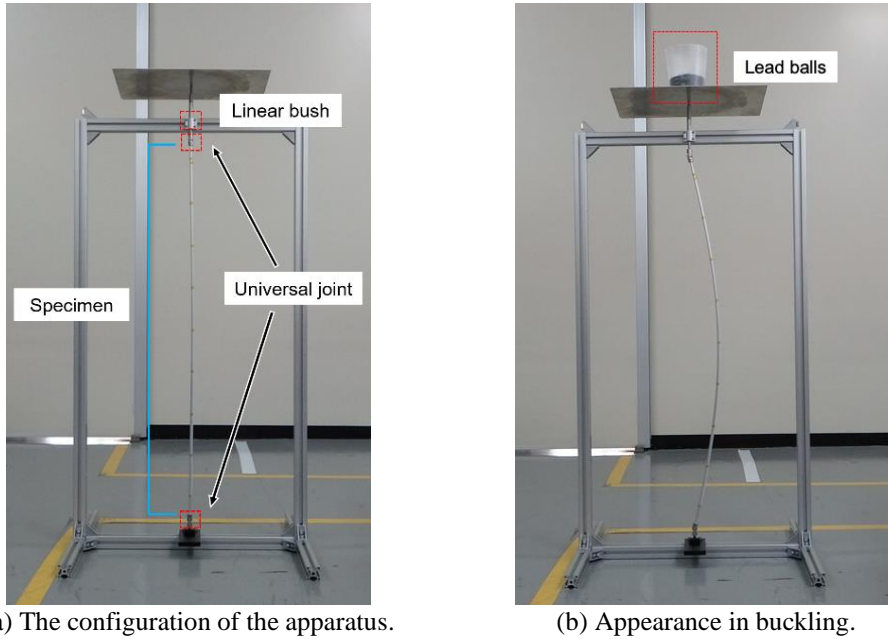 Linear bush
Universal joint
Specimen
Lead balls
) The configuration of the apparatus.
(b) Appearance in buckling.